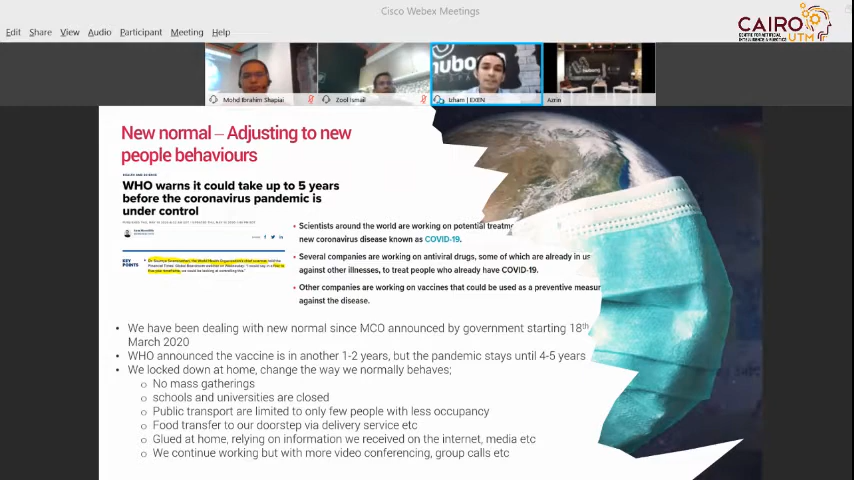 Cisco Webex Meetings
CAIRO
UTM
Edit Share View Audio Participant Meeting Help
Mohd Ibrahim Shapiai
Zool Ismail
Izham | EXEN
Azrin
New normal – Adjusting to new
people behaviours
WHO warns it could take up to 5 years
before the coronavirus pandemic is
under control
KEY
POINTS
• Scientists around the world are working on potential treatme
new coronavirus disease known as COVID-19.
• Several companies are working on antiviral drugs, some of which are already in us
against other illnesses, to treat people who already have COVID-19.
• Other companies are working on vaccines that could be used as a preventive measur
against the disease.
• We have been dealing with new normal since MCO announced by government starting 18th
March 2020
• WHO announced the vaccine is in another 1-2 years, but the pandemic stays until 4-5 years
• We locked down at home, change the way we normally behaves;
o No mass gatherings
o schools and universities are closed
o Public transport are limited to only few people with less occupancy
o Food transfer to our doorstep via delivery service etc
o Glued at home, relying on information we received on the internet, media etc
o We continue working but with more video conferencing, group calls etc